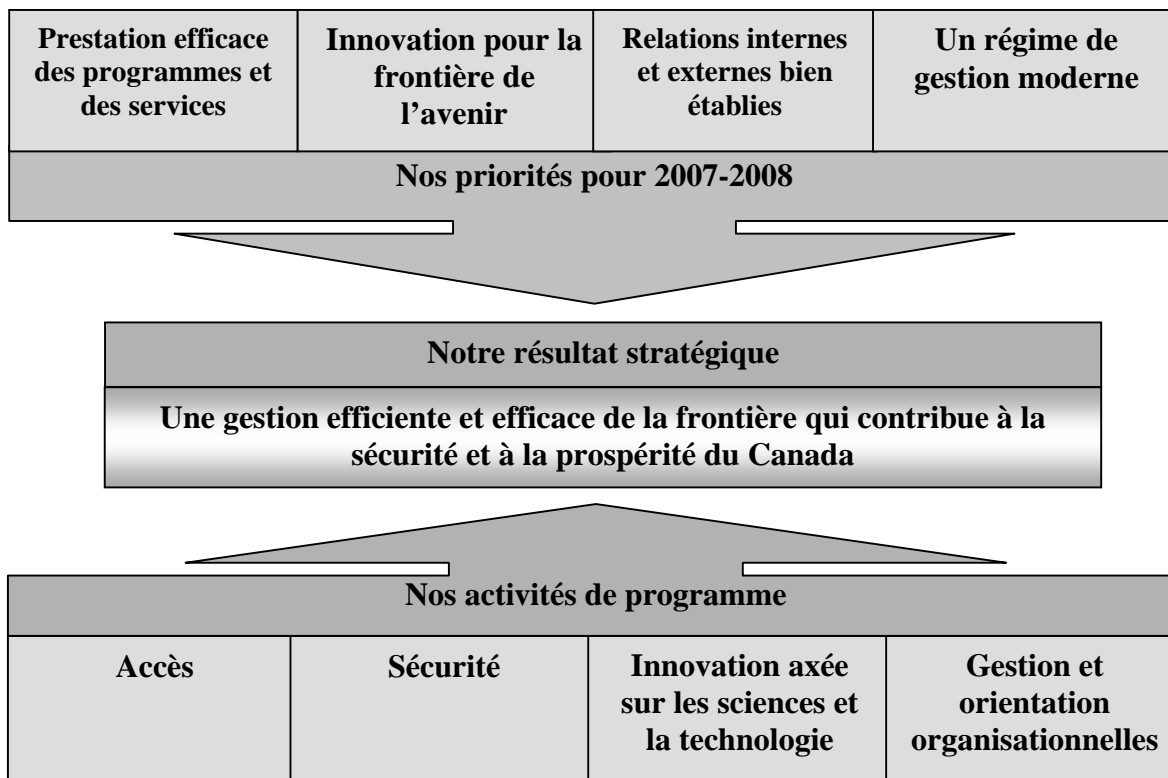 Prestation efficace
des programmes et
des services
Innovation pour la
frontière de
l'avenir
Relations internes
et externes bien
établies
Un régime de
gestion moderne
Nos priorités pour 2007-2008
Notre résultat stratégique
Une gestion efficiente et efficace de la frontière qui contribue à la
sécurité et à la prospérité du Canada
Nos activités de programme
Accès
Sécurité
Innovation axée
sur les sciences et
la technologie
Gestion et
orientation
organisationnelles